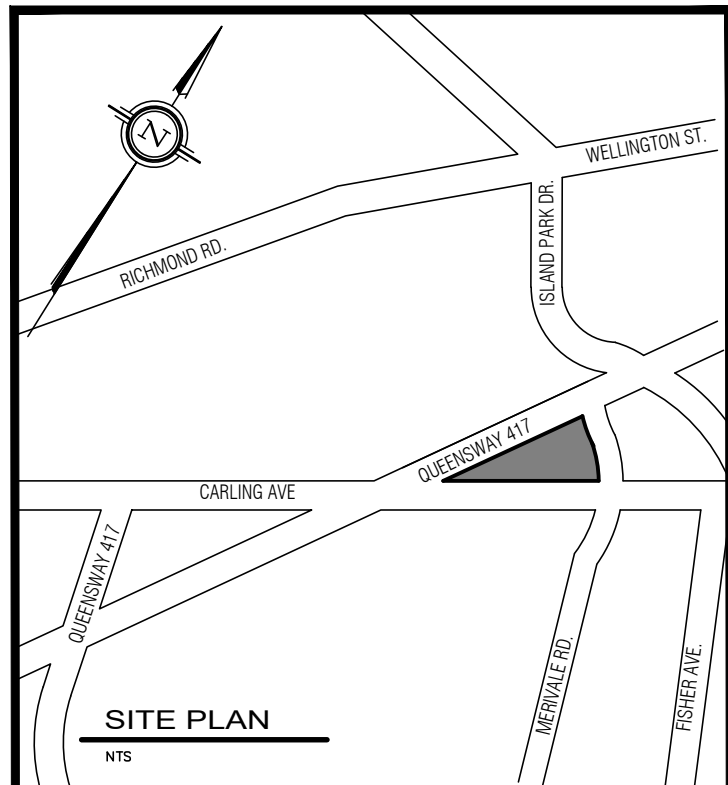 N
WELLINGTON ST.
ISLAND PARK DR.
RICHMOND RD.
QUEENSWAY 417
CARLING AVE
QUEENSWAY 417
MERIVALE RD.
FISHER AVE.
SITE PLAN
NTS